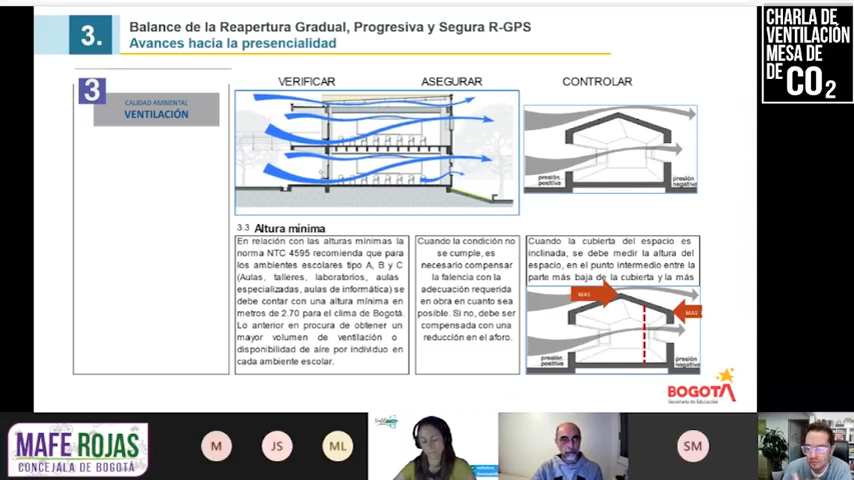 3.
Balance de la Reapertura Gradual, Progresiva y Segura R-GPS
Avances hacia la presencialidad
CHARLA DE
VENTILACIÓN
MESA DE
DE CO2
3
CALIDAD AMBIENTAL
VENTILACIÓN
VERIFICAR
ASEGURAR
CONTROLAR
presión
positiva
presión
negativa
3.3 Altura mínima
En relación con las alturas mínimas la
norma NTC 4595 recomienda que para
los ambientes escolares tipo A, B y C
(Aulas, talleres, laboratorios, aulas
especializadas, aulas de informática) se
debe contar con una altura mínima en
metros de 2.70 para el clima de Bogotá.
Lo anterior en procura de obtener un
mayor volumen de ventilación o
disponibilidad de aire por individuo en
cada ambiente escolar.
Cuando la condición no
se cumple, es
necesario compensar
la falencia con la
adecuación requerida
en obra en cuanto sea
posible. Si no, debe ser
compensada con una
reducción en el aforo.
Cuando la cubierta del espacio es
inclinada, se debe medir la altura del
espacio, en el punto intermedio entre la
parte más baja de la cubierta y la más
MAS
MAS
presión
positiva
presión
negativa
BOGOTÁ
Secretaría de Educación
MAFE ROJAS
CONCEJALA DE BOGOTÁ
M
JS
ML
SM